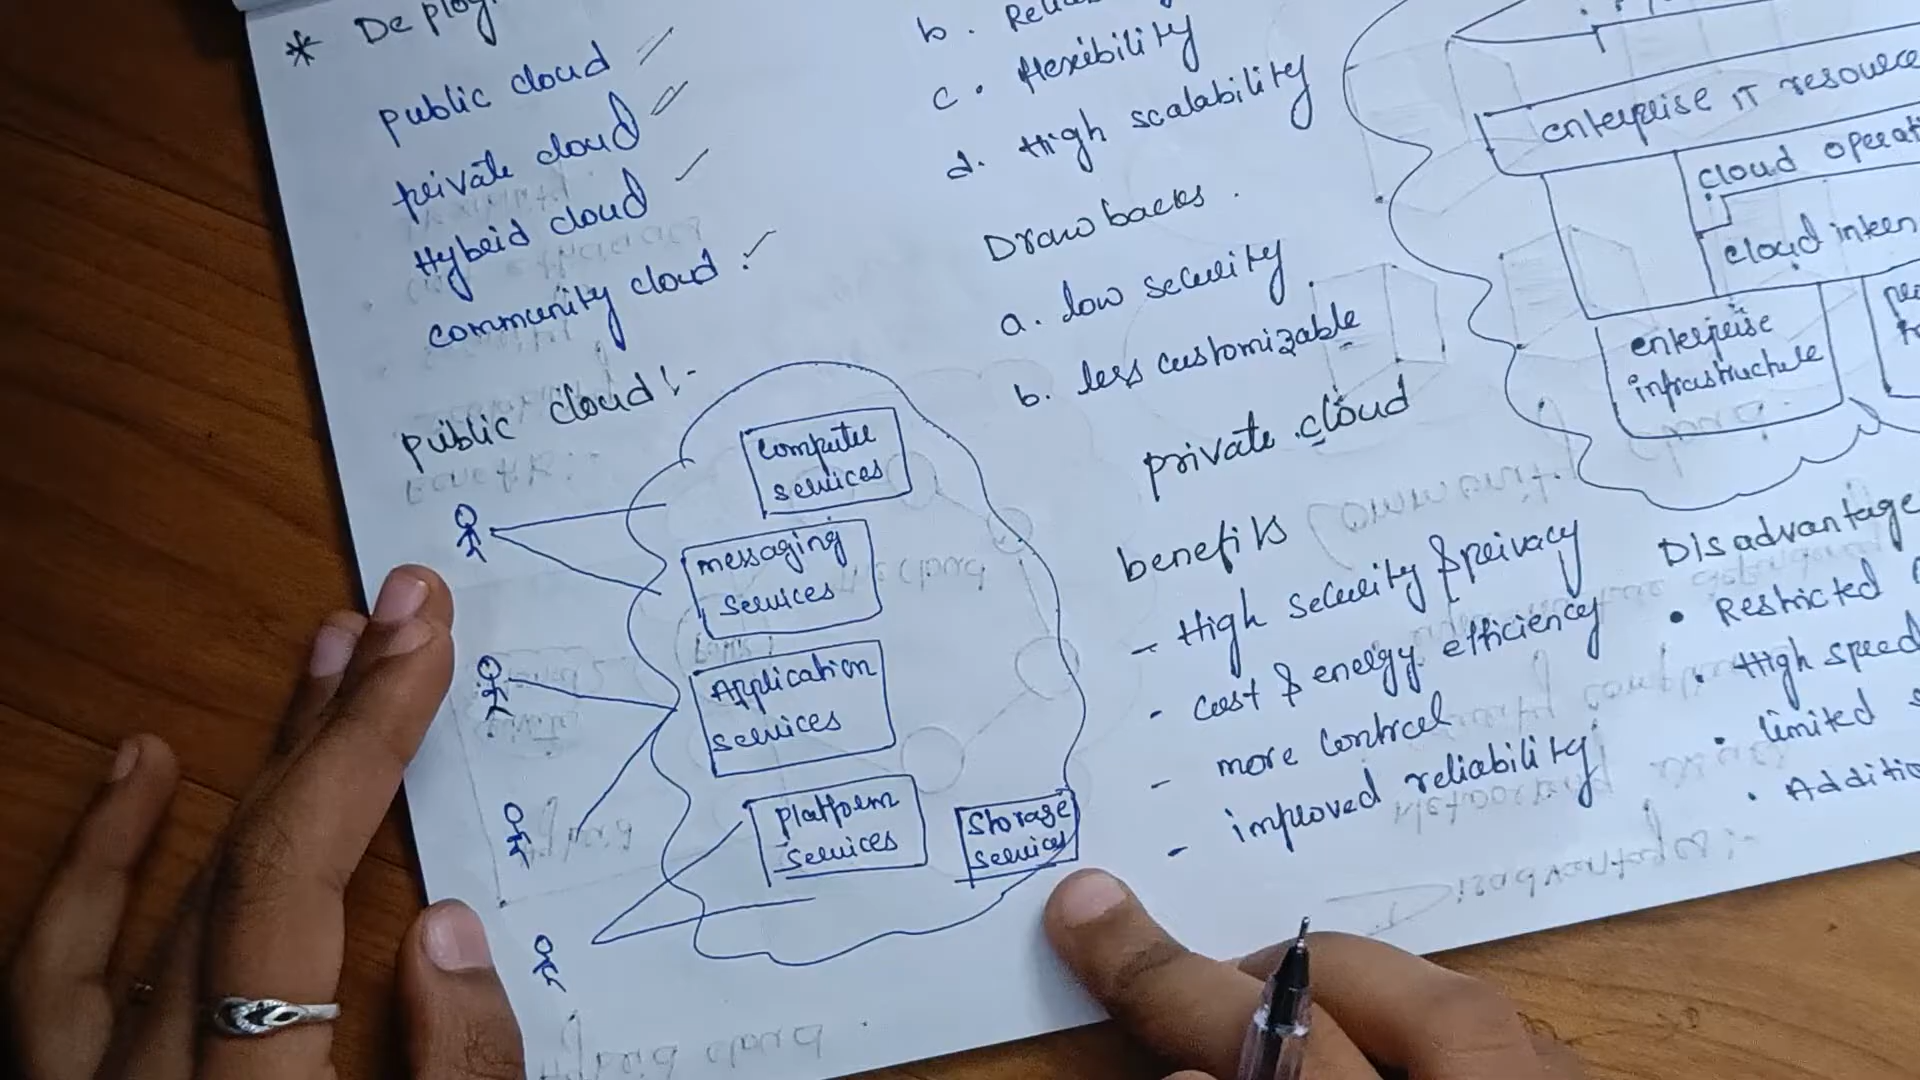 * Deploy
public cloud
private cloud
Hybrid cloud
community cloud
public cloud :-
computer
services
messaging
services
Application
services
platform
services
storage
services
b.
c. flexibility
d. High scalability
Drawbacks.
a. low security
b. less customizable
private cloud
benefits
- High security & privacy
- cost & energy efficiency
- more control
- improved reliability
enterprise IT resource
cloud operat
cloud
enterprise
infrastructure
Disadvantage
• Restricted
• High speed
• limited
• Additio